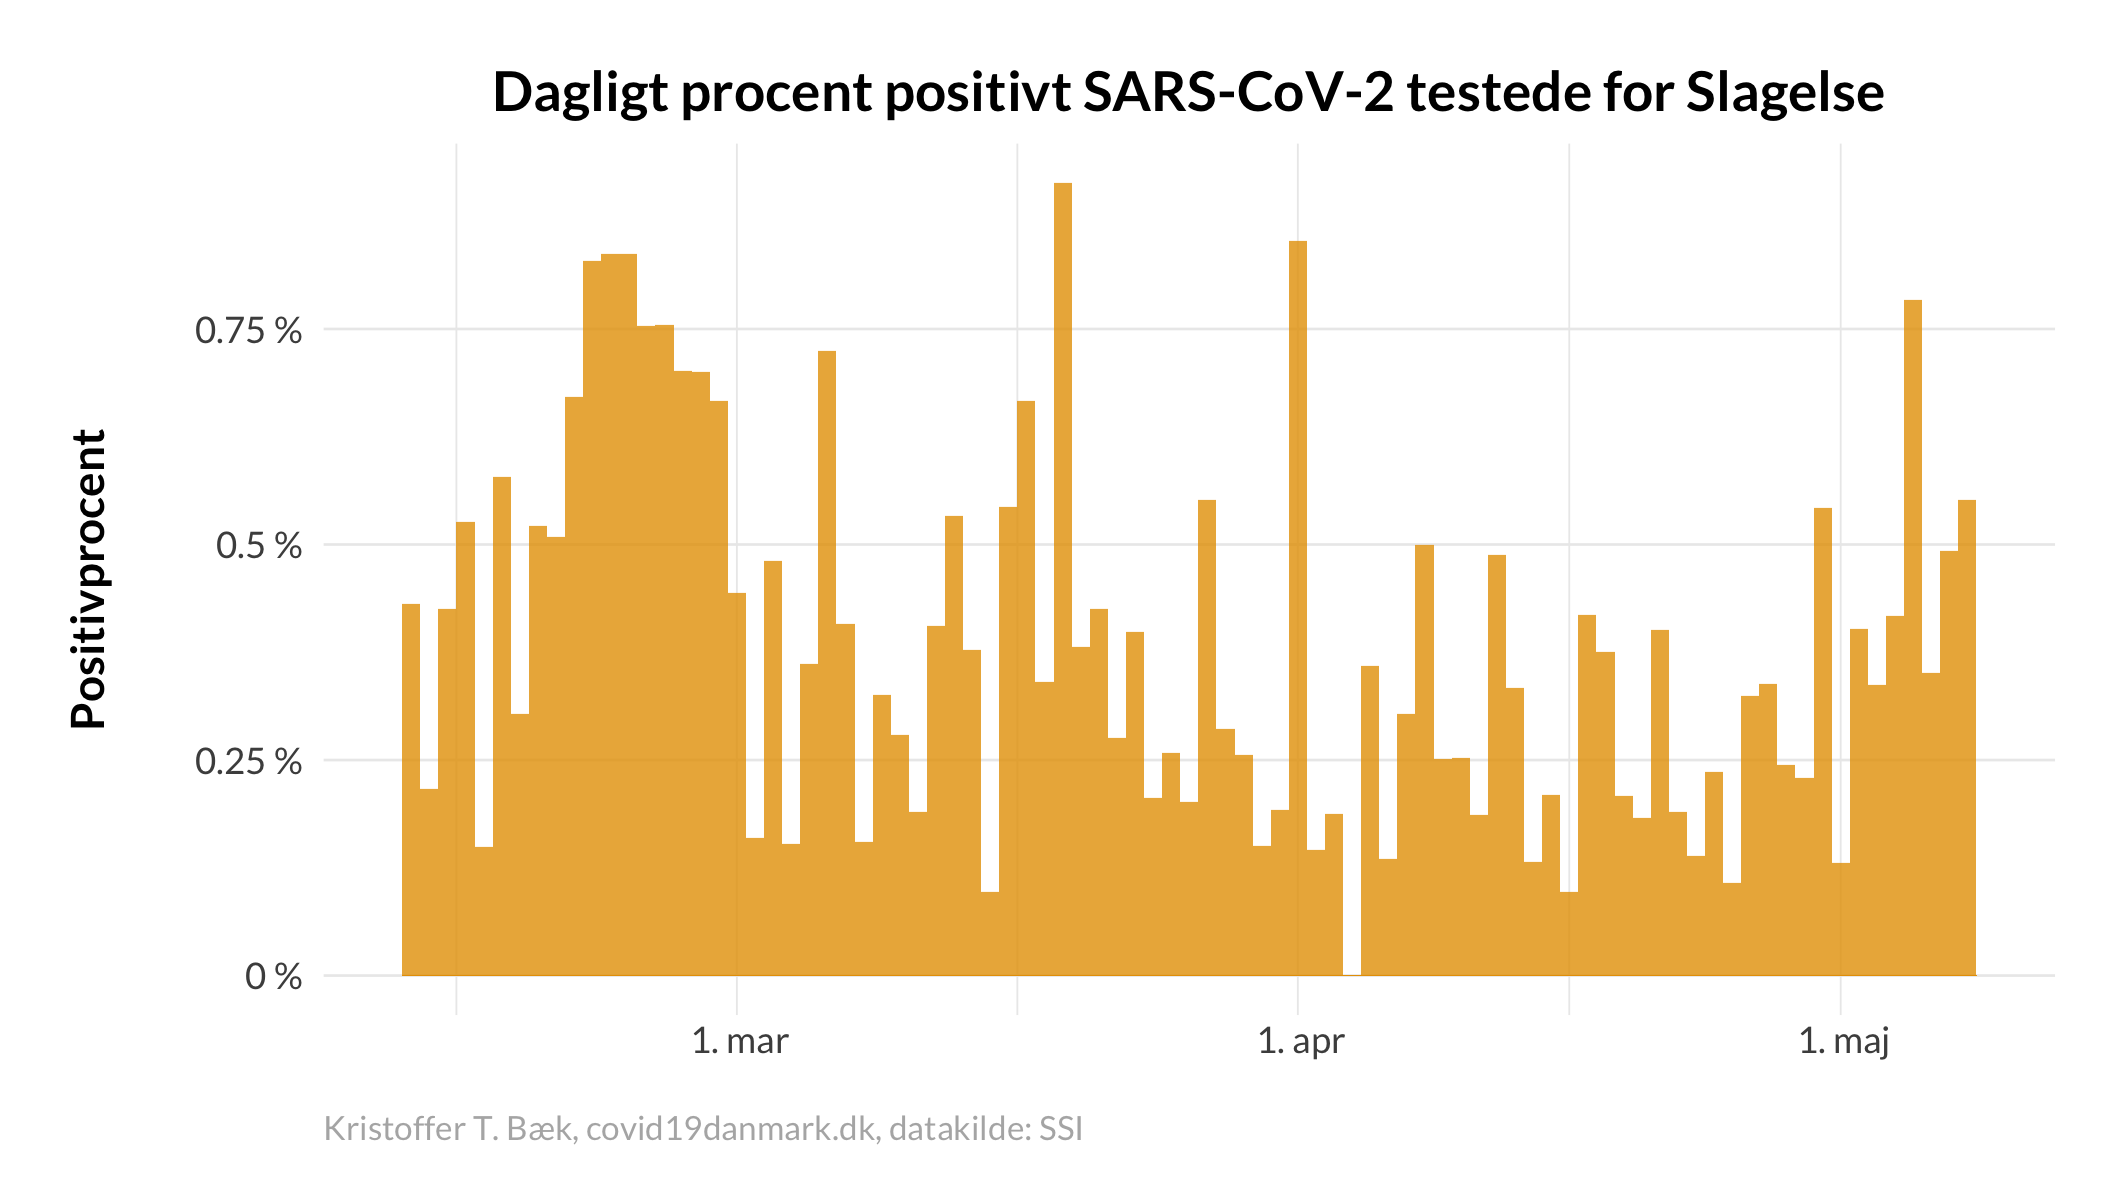 Dagligt procent positivt SARS-CoV-2 testede for Slagelse
Positivprocent
0.75 %
0.5 %
0.25 %
0 %
1. mar
1. apr
1. maj
Kristoffer T. Bæk, covid19danmark.dk, datakilde: SSI